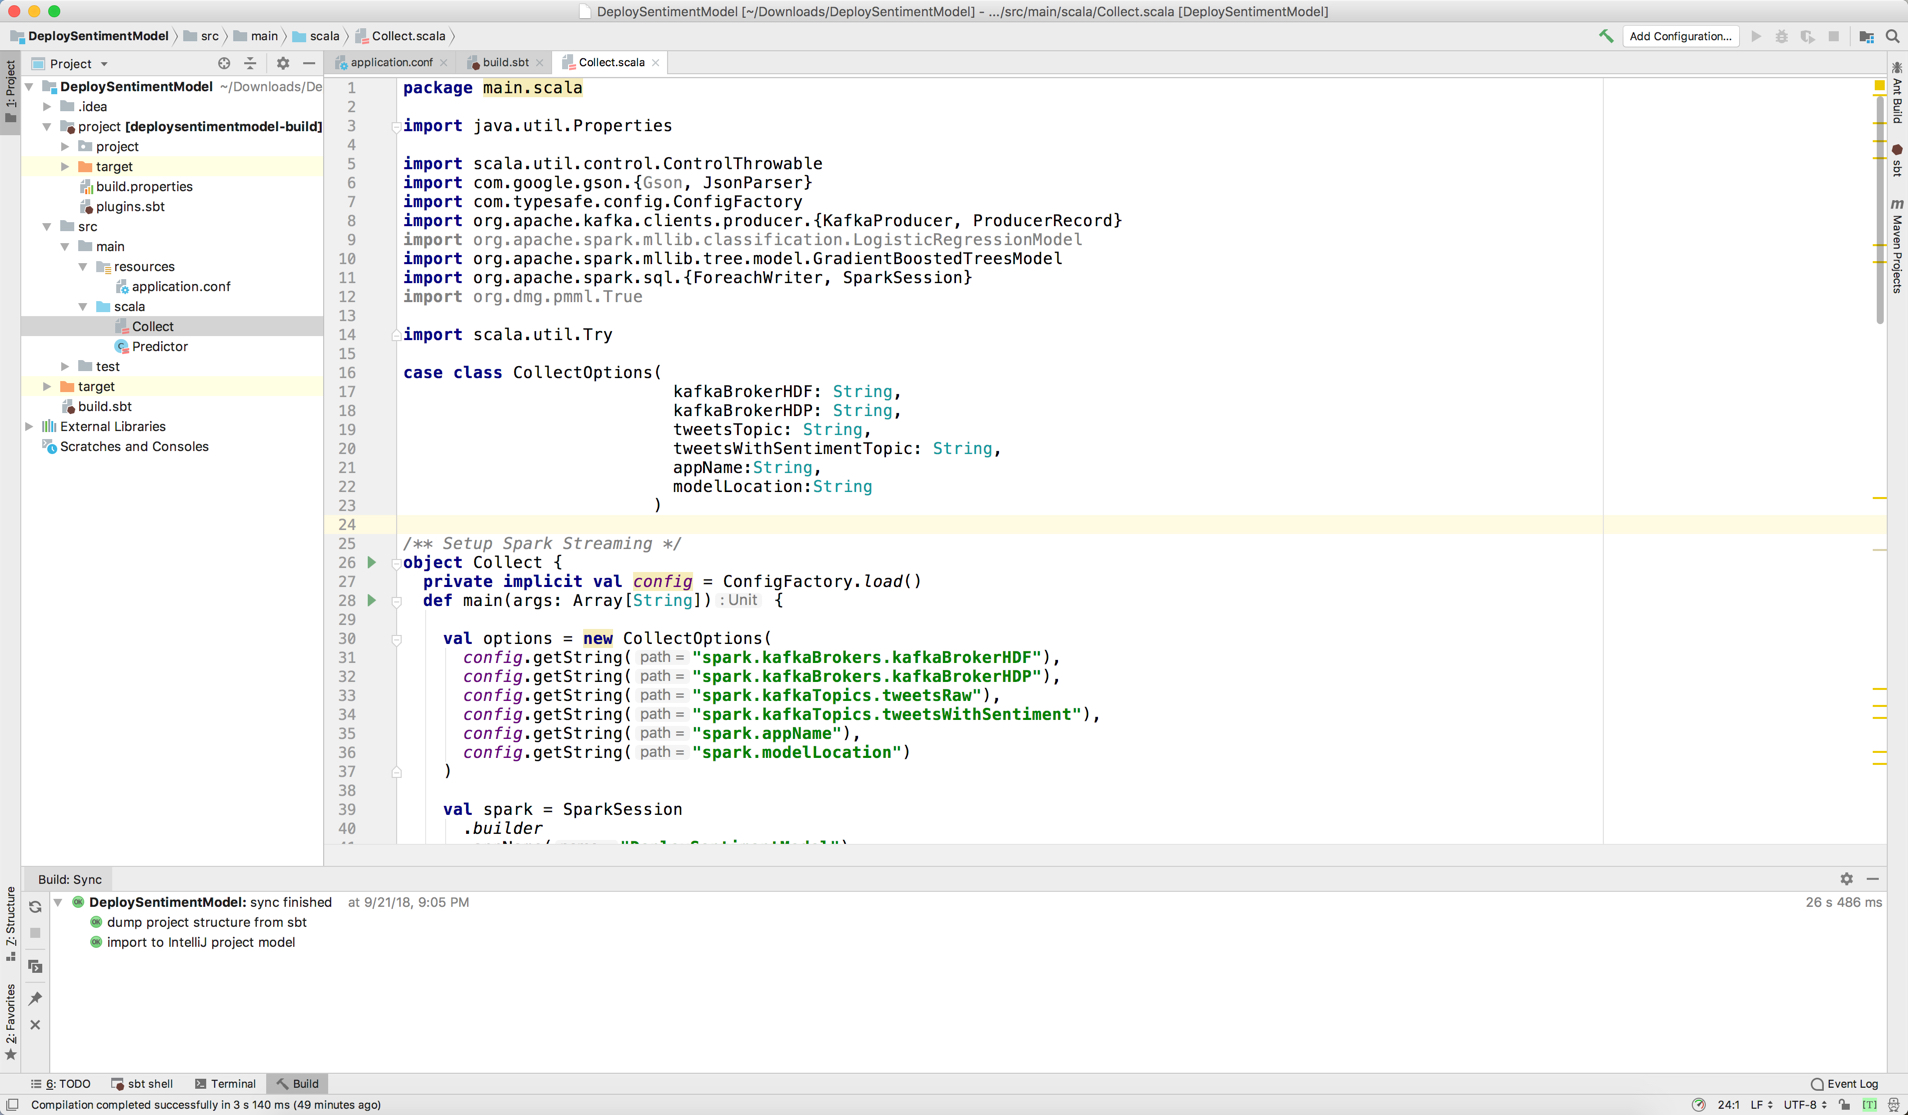 DeploySentimentModel [~/Downloads/DeploySentimentModel] - .../src/main/scala/Collect.scala [DeploySentimentModel]
DeploySentimentModel src main scala Collect.scala
Add Configuration...
1: Project
Project
application.conf
build.sbt
Collect.scala
DeploySentimentModel ~/Downloads/De
.idea
project [deploysentimentmodel-build]
project
target
build.properties
plugins.sbt
src
main
resources
application.conf
scala
Collect
Predictor
test
target
build.sbt
External Libraries
Scratches and Consoles
1 package main.scala
2
3 import java.util.Properties
4
5 import scala.util.control.ControlThrowable
6 import com.google.gson.{Gson, JsonParser}
7 import com.typesafe.config.ConfigFactory
8 import org.apache.kafka.clients.producer.{KafkaProducer, ProducerRecord}
9 import org.apache.spark.mllib.classification.LogisticRegressionModel
10 import org.apache.spark.mllib.tree.model.GradientBoostedTreesModel
11 import org.apache.spark.sql.{ForeachWriter, SparkSession}
12 import org.dmg.pmml.True
13
14 import scala.util.Try
15
16 case class CollectOptions(
17 kafkaBrokerHDF: String,
18 kafkaBrokerHDP: String,
19 tweetsTopic: String,
20 tweetsWithSentimentTopic: String,
21 appName:String,
22 modelLocation:String
23 )
24
25 /** Setup Spark Streaming */
26 object Collect {
27 private implicit val config = ConfigFactory.load()
28 def main(args: Array[String]) : Unit {
29
30 val options = new CollectOptions(
31 config.getString( path = "spark.kafkaBrokers.kafkaBrokerHDF"),
32 config.getString( path = "spark.kafkaBrokers.kafkaBrokerHDP"),
33 config.getString( path = "spark.kafkaTopics.tweetsRaw"),
34 config.getString( path = "spark.kafkaTopics.tweetsWithSentiment"),
35 config.getString( path = "spark.appName"),
36 config.getString( path = "spark.modelLocation")
37 )
38
39 val spark = SparkSession
40 .builder
Ant Build
sbt
Maven Projects
Build: Sync
DeploySentimentModel: sync finished at 9/21/18, 9:05 PM
26 s 486 ms
dump project structure from sbt
import to IntelliJ project model
Z: Structure
2: Favorites
6: TODO
sbt shell
Terminal
Build
Event Log
Compilation completed successfully in 3 s 140 ms (49 minutes ago)
24:1 LF UTF-8 [T]